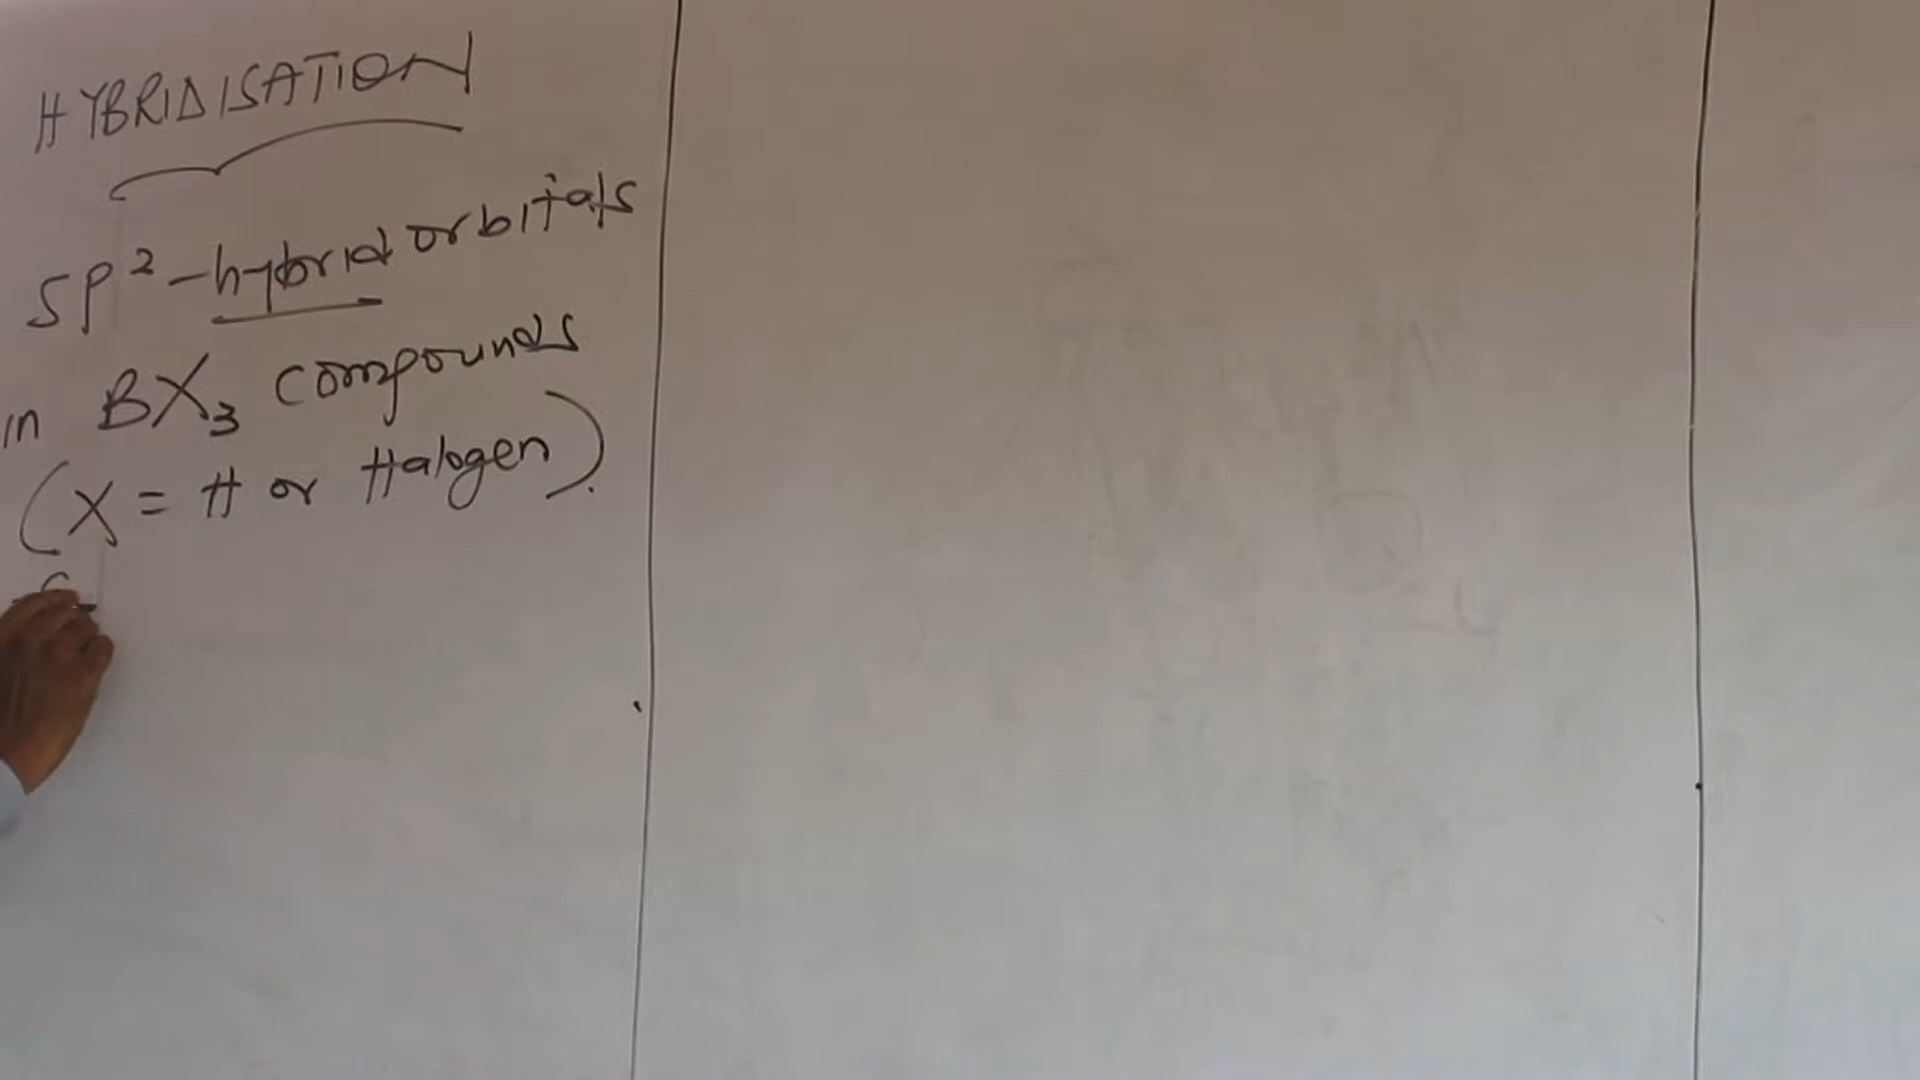 HYBRIDISATION
SP² - hybrid orbitals
in BX₃ compounds
(X = H or Halogen).